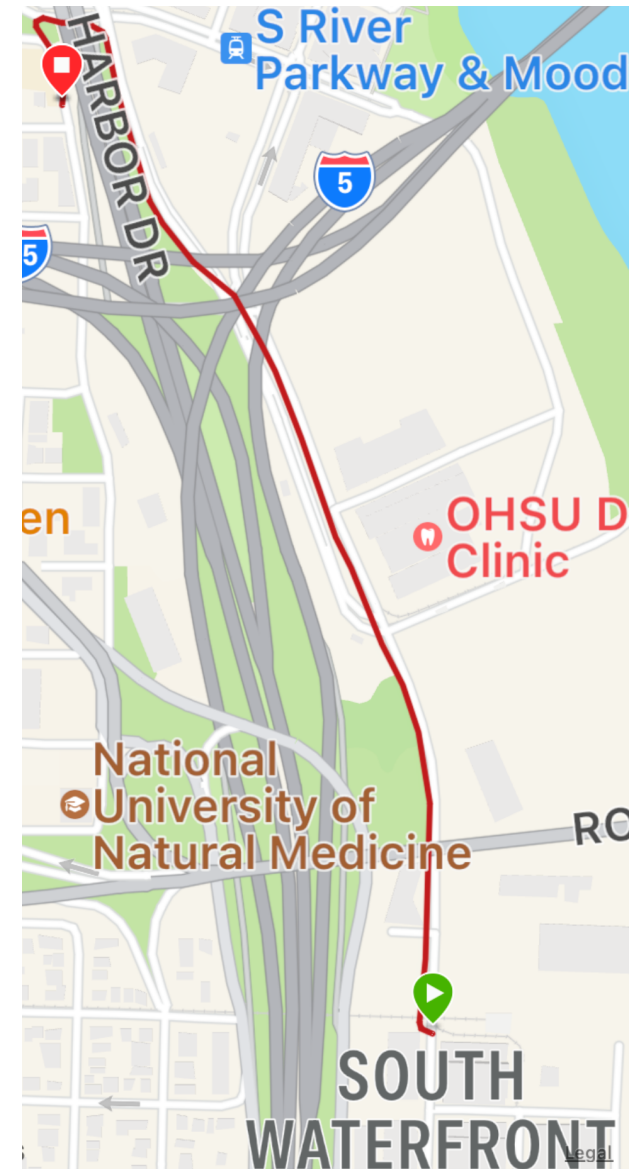 S River
Parkway & Mood
HARBOR DR
5
5
en
OHSU D
Clinic
National
University of
Natural Medicine
RO
SOUTH
WATERFRONT
Legal